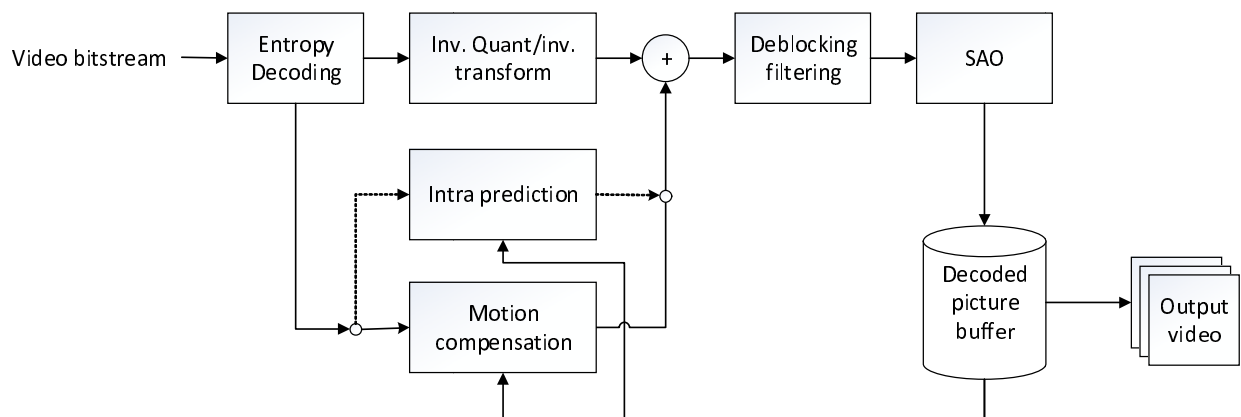 Video bitstream
Entropy
Decoding
Inv. Quant/inv.
transform
+
Deblocking
filtering
SAO
Intra prediction
Motion
compensation
Decoded
picture
buffer
Output
video